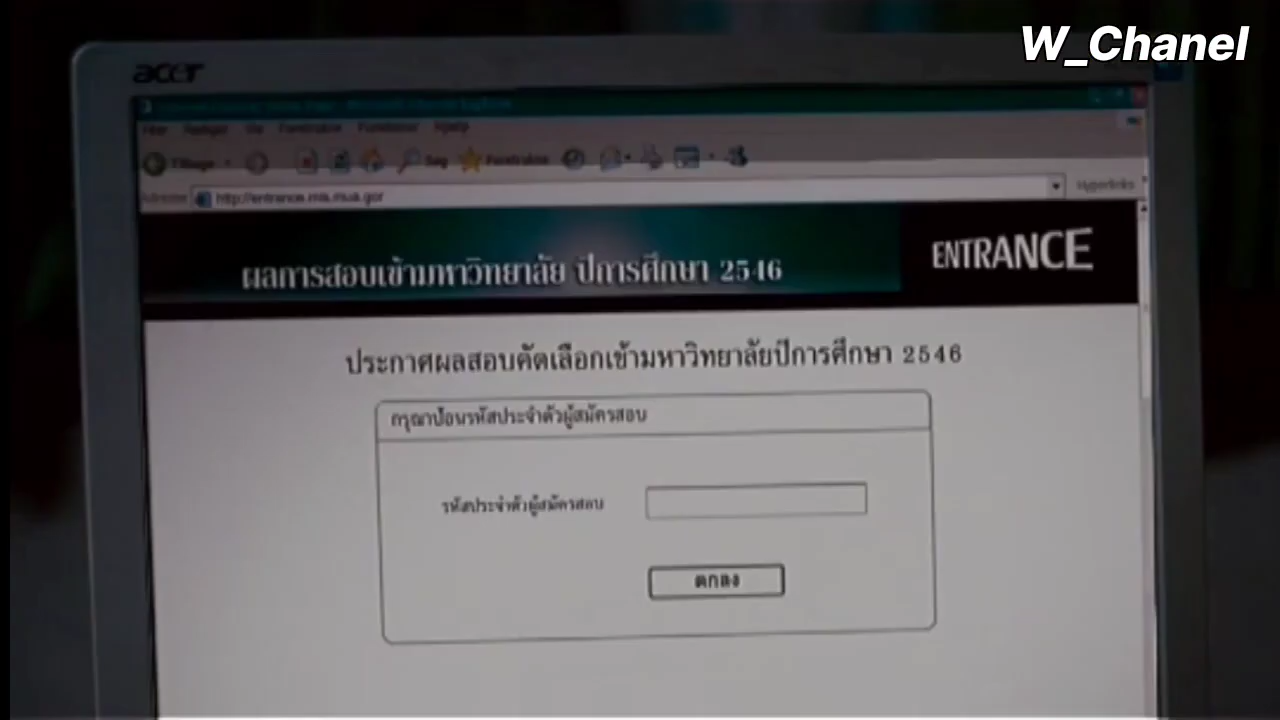 W_Chanel
acer
Tilbage
Søg Foretrukne
Adresse http://entrance.mis.mua.gor Hyperlinks
ผลการสอบเข้ามหาวิทยาลัย ปีการศึกษา 2546
ENTRANCE
ประกาศผลสอบคัดเลือกเข้ามหาวิทยาลัยปีการศึกษา 2546
กรุณาป้อนรหัสประจำตัวผู้สมัครสอบ
รหัสประจำตัวผู้สมัครสอบ
ตกลง